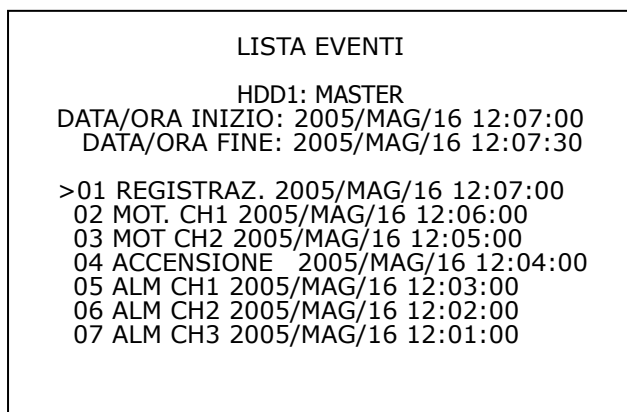 LISTA EVENTI
HDD1: MASTER
DATA/ORA INIZIO: 2005/MAG/16 12:07:00
DATA/ORA FINE: 2005/MAG/16 12:07:30
>01 REGISTRAZ. 2005/MAG/16 12:07:00
02 MOT. CH1 2005/MAG/16 12:06:00
03 MOT CH2 2005/MAG/16 12:05:00
04 ACCENSIONE 2005/MAG/16 12:04:00
05 ALM CH1 2005/MAG/16 12:03:00
06 ALM CH2 2005/MAG/16 12:02:00
07 ALM CH3 2005/MAG/16 12:01:00